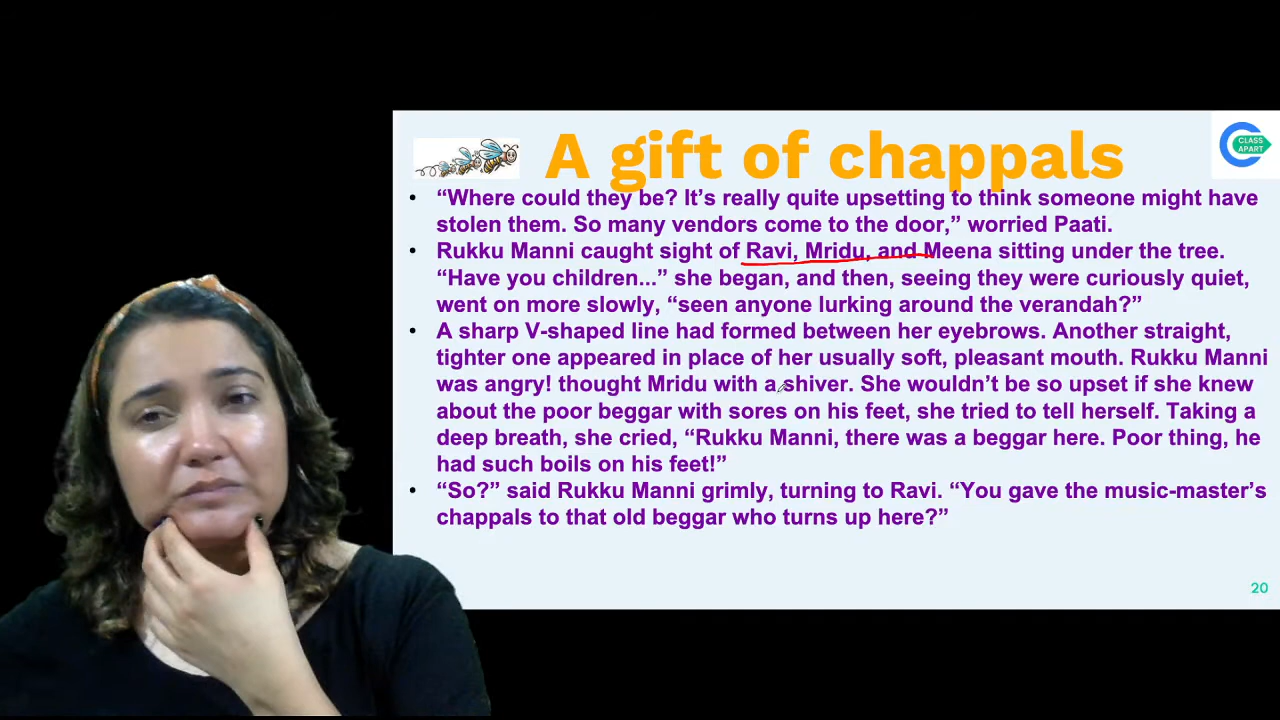 A gift of chappals
CLASS
APART
• “Where could they be? It’s really quite upsetting to think someone might have
stolen them. So many vendors come to the door,” worried Paati.
• Rukku Manni caught sight of Ravi, Mridu, and Meena sitting under the tree.
“Have you children...” she began, and then, seeing they were curiously quiet,
went on more slowly, “seen anyone lurking around the verandah?”
• A sharp V-shaped line had formed between her eyebrows. Another straight,
tighter one appeared in place of her usually soft, pleasant mouth. Rukku Manni
was angry! thought Mridu with a shiver. She wouldn’t be so upset if she knew
about the poor beggar with sores on his feet, she tried to tell herself. Taking a
deep breath, she cried, “Rukku Manni, there was a beggar here. Poor thing, he
had such boils on his feet!”
• “So?” said Rukku Manni grimly, turning to Ravi. “You gave the music-master’s
chappals to that old beggar who turns up here?”
20